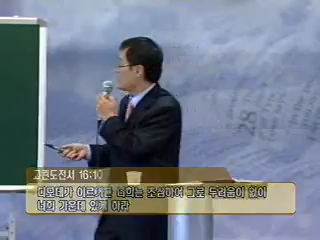 고린도전서 16:10
디모데가 이르거든 너희는 조심하여 그로 두려움이 없이
너희 가운데 있게 하라
28